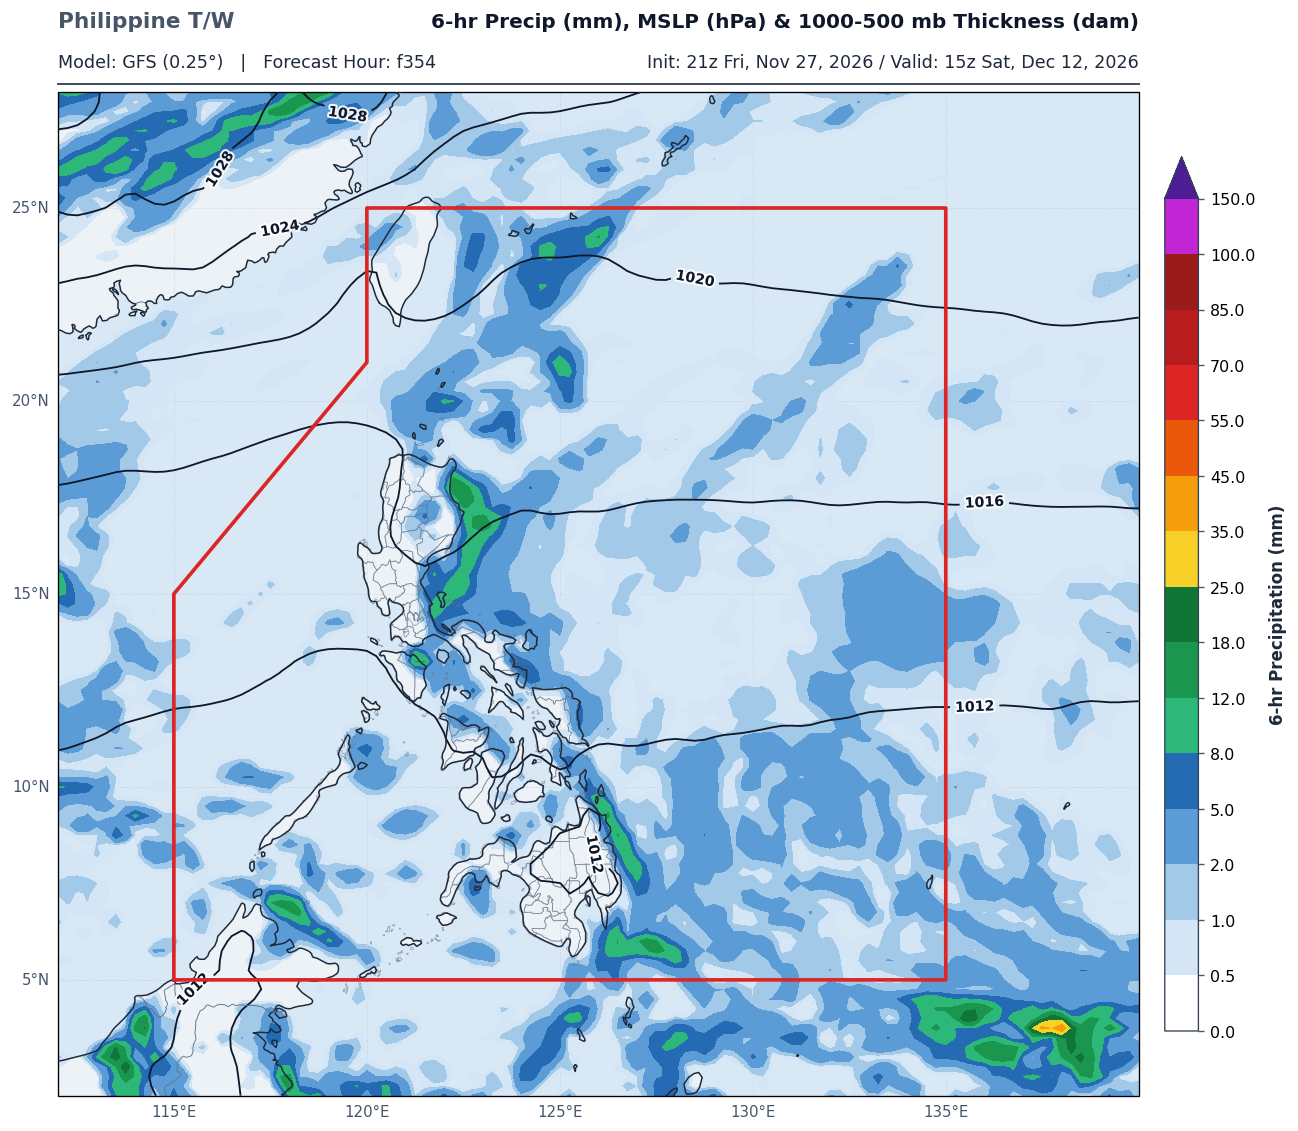 Philippine T/W
6-hr Precip (mm), MSLP (hPa) & 1000-500 mb Thickness (dam)
Model: GFS (0.25°) | Forecast Hour: f354
Init: 21z Fri, Nov 27, 2026 / Valid: 15z Sat, Dec 12, 2026
1028
1028
1024
1020
1016
1012
1012
1012
25°N
20°N
15°N
10°N
5°N
115°E
120°E
125°E
130°E
135°E
150.0
100.0
85.0
70.0
55.0
45.0
35.0
25.0
18.0
12.0
8.0
5.0
2.0
1.0
0.5
0.0
6-hr Precipitation (mm)